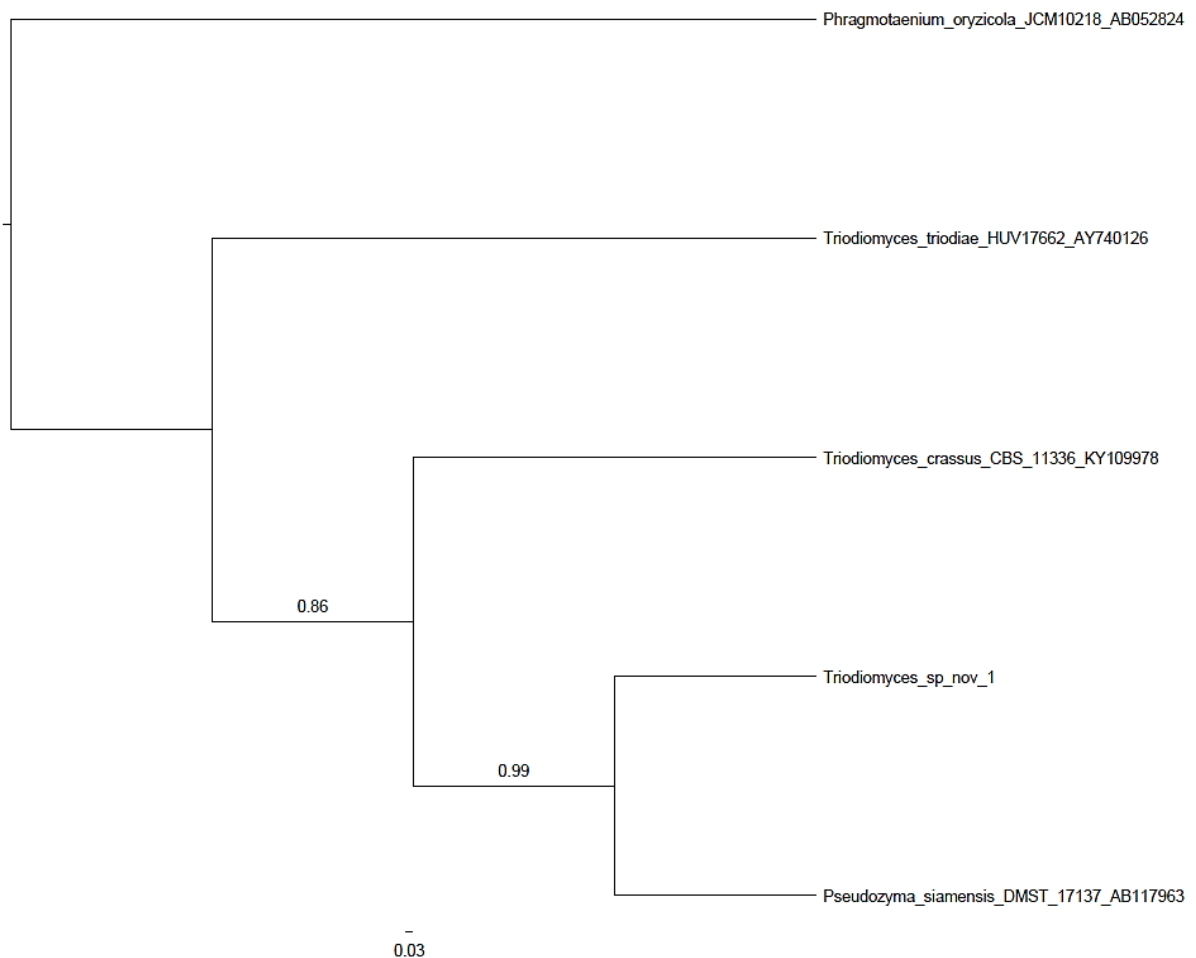 Phragmotaenium_oryzicola_JCM10218_AB052824
Triodiomyces_triodiae_HUV17662_AY740126
Triodiomyces_crassus_CBS_11336_KY109978
0.86
Triodiomyces_sp_nov_1
0.99
Pseudozyma_siamensis_DMST_17137_AB117963
0.03